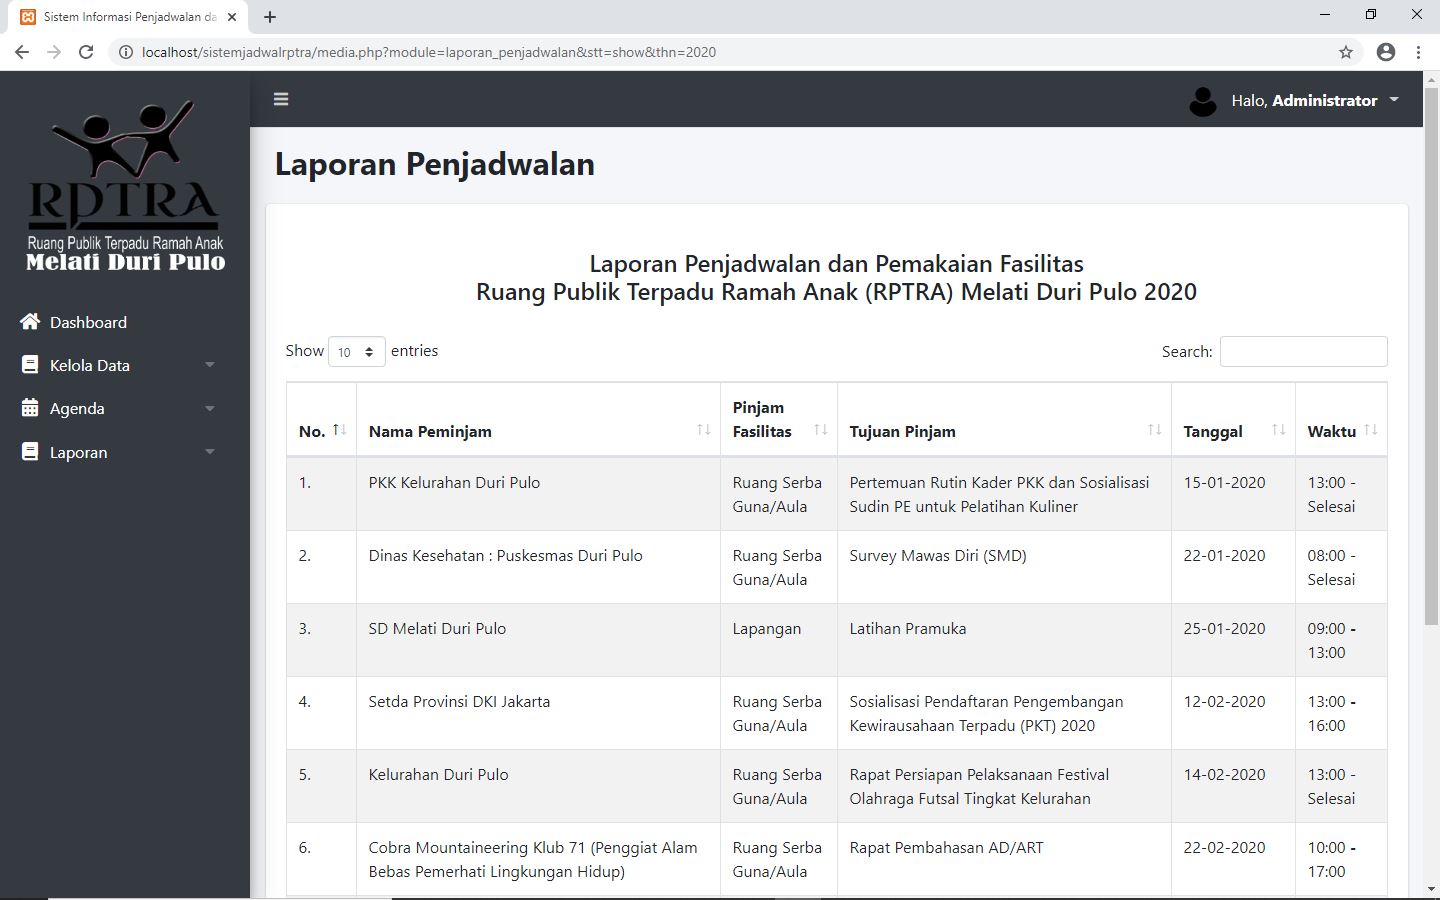 Sistem Informasi Penjadwalan da
localhost/sistemjadwalrptra/media.php?module=laporan_penjadwalan&stt=show&thn=2020
RPTRA
Ruang Publik Terpadu Ramah Anak
Melati Duri Pulo
Dashboard
Kelola Data
Agenda
Laporan
Halo, Administrator
Laporan Penjadwalan
Laporan Penjadwalan dan Pemakaian Fasilitas
Ruang Publik Terpadu Ramah Anak (RPTRA) Melati Duri Pulo 2020
Show 10 entries
Search:
No. Nama Peminjam Pinjam Fasilitas Tujuan Pinjam Tanggal Waktu
1. PKK Kelurahan Duri Pulo Ruang Serba Pertemuan Rutin Kader PKK dan Sosialisasi 15-01-2020 13:00 -
Guna/Aula Sudin PE untuk Pelatihan Kuliner Selesai
2. Dinas Kesehatan : Puskesmas Duri Pulo Ruang Serba Survey Mawas Diri (SMD) 22-01-2020 08:00 -
Guna/Aula Selesai
3. SD Melati Duri Pulo Lapangan Latihan Pramuka 25-01-2020 09:00 -
13:00
4. Setda Provinsi DKI Jakarta Ruang Serba Sosialisasi Pendaftaran Pengembangan 12-02-2020 13:00 -
Guna/Aula Kewirausahaan Terpadu (PKT) 2020 16:00
5. Kelurahan Duri Pulo Ruang Serba Rapat Persiapan Pelaksanaan Festival 14-02-2020 13:00 -
Guna/Aula Olahraga Futsal Tingkat Kelurahan Selesai
6. Cobra Mountaineering Klub 71 (Penggiat Alam Ruang Serba Rapat Pembahasan AD/ART 22-02-2020 10:00 -
Bebas Pemerhati Lingkungan Hidup) Guna/Aula 17:00